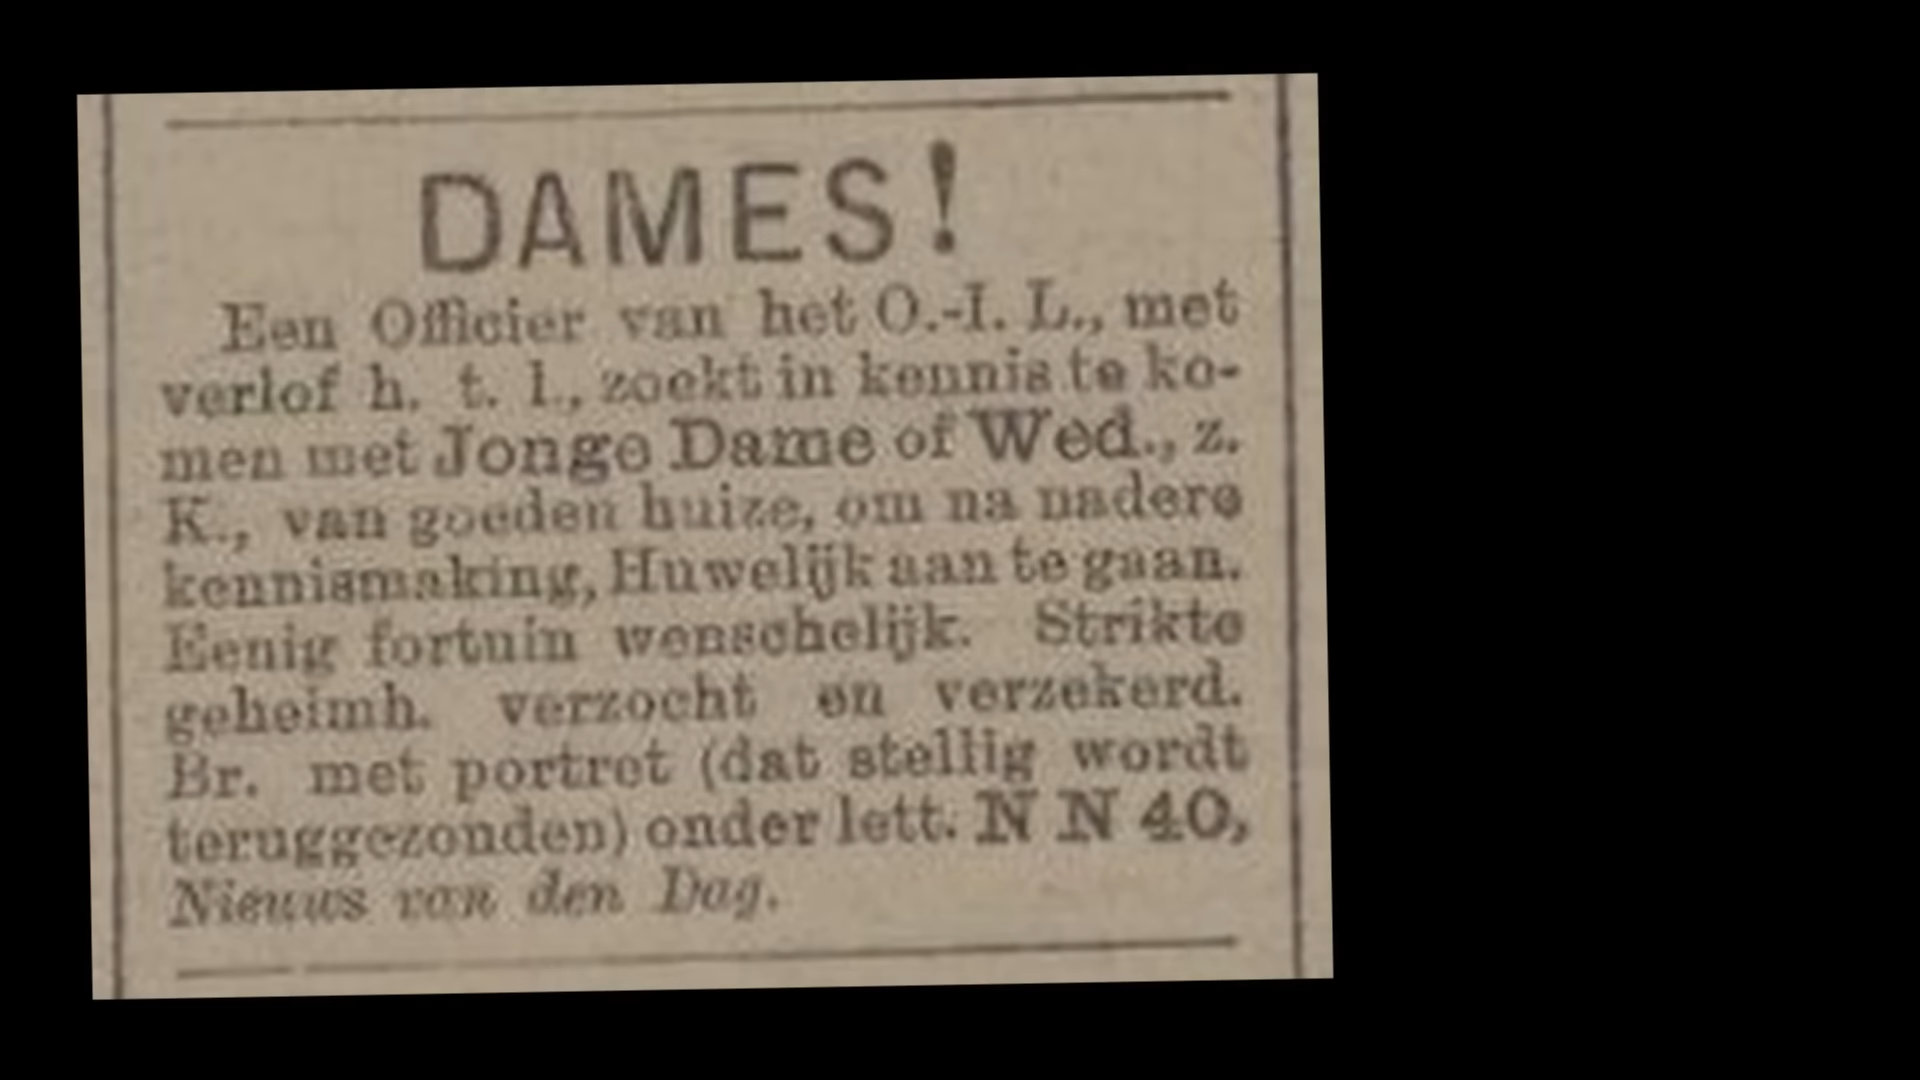 DAMES!
Een Officier van het O.-I. L., met
verlof h. t. l., zoekt in kennis te ko-
men met Jonge Dame of Wed., z.
K., van goeden huize, om na nadere
kennismaking, Huwelijk aan te gaan.
Eenig fortuin wenschelijk. Strikte
geheimh. verzocht en verzekerd.
Br. met portret (dat stellig wordt
teruggezonden) onder lett. N N 40,
Nieuws van den Dag.